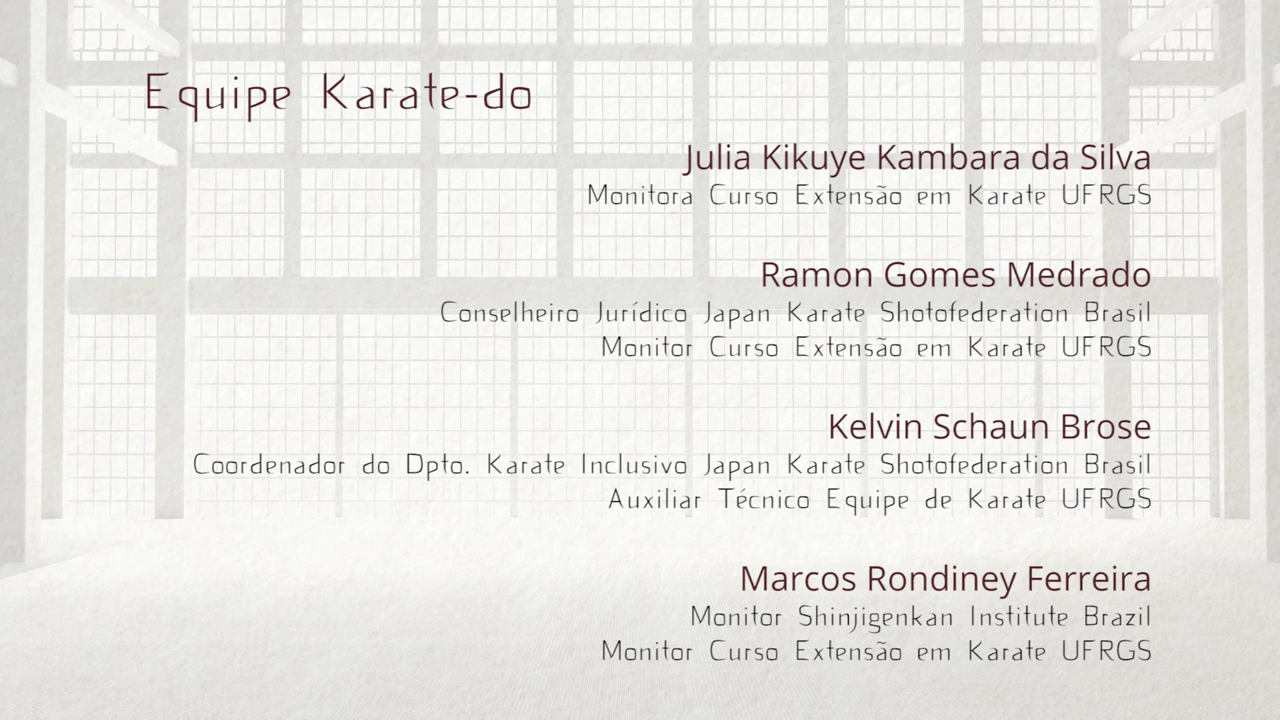 Equipe Karate-do
Julia Kikuye Kambara da Silva
Monitora Curso Extensão em Karate UFRGS
Ramon Gomes Medrado
Conselheiro Jurídico Japan Karate Shotofederation Brasil
Monitor Curso Extensão em Karate UFRGS
Kelvin Schaun Brose
Coordenador do Dpto. Karate Inclusivo Japan Karate Shotofederation Brasil
Auxiliar Técnico Equipe de Karate UFRGS
Marcos Rondiney Ferreira
Monitor Shinjigenkan Institute Brazil
Monitor Curso Extensão em Karate UFRGS